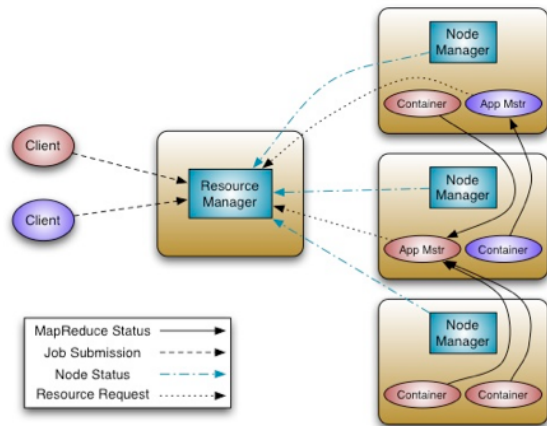 Node
Manager
Container
App Mstr
Client
Resource
Manager
Node
Manager
Client
App Mstr
Container
Node
Manager
MapReduce Status
Job Submission
Node Status
Resource Request
Container
Container